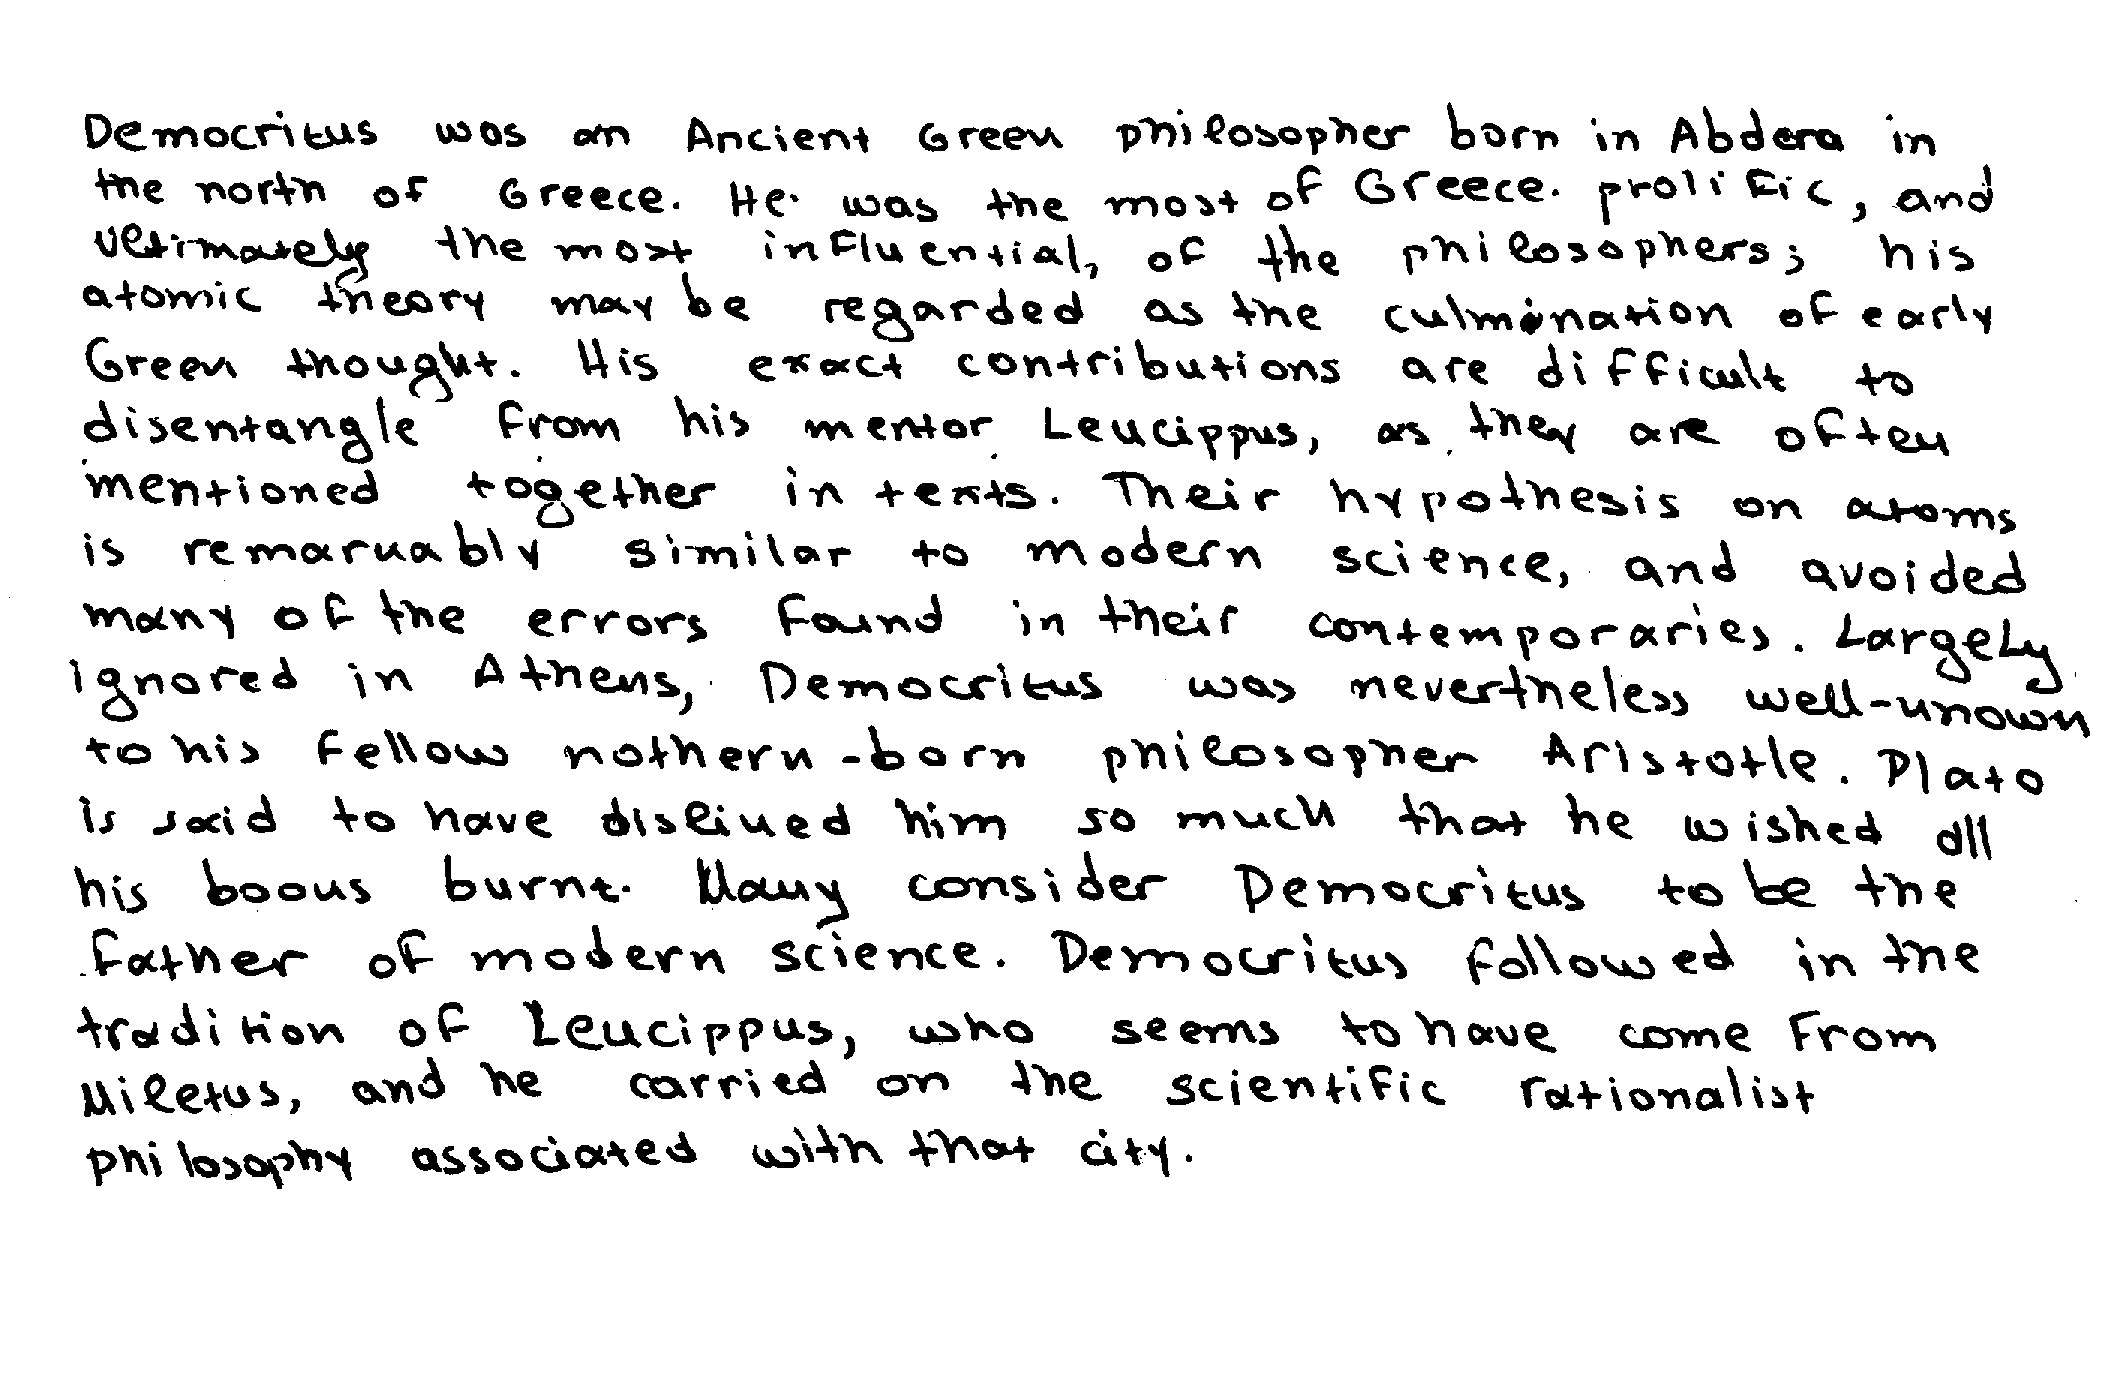 Democritus was an Ancient Greek philosopher born in Abdera in
the north of Greece. He was the most of Greece. prolific, and
ultimately the most influential, of the philosophers; his
atomic theory may be regarded as the culmination of early
Greek thought. His exact contributions are difficult to
disentangle from his mentor Leucippus, as they are often
mentioned together in texts. Their hypothesis on atoms
is remarkably similar to modern science, and avoided
many of the errors found in their contemporaries. Largely
ignored in Athens, Democritus was nevertheless well-known
to his fellow nothern-born philosopher Aristotle. Plato
is said to have disliked him so much that he wished all
his books burnt. Many consider Democritus to be the
father of modern science. Democritus followed in the
tradition of Leucippus, who seems to have come from
Miletus, and he carried on the scientific rationalist
philosophy associated with that city.